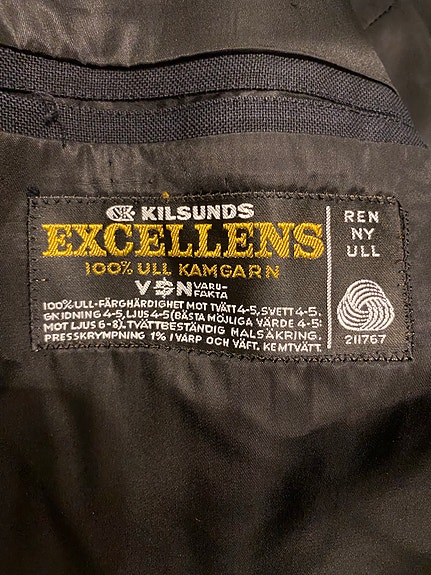 KILSUNDS
EXCELLENS
100% ULL KAMGARN
VDN VARU-
FAKTA
100% ULL-FÄRGHÄRDIGHET MOT TVÄTT 4-5, SVETT 4-5,
GNIDNING 4-5, LJUS 4-5 (BÄSTA MÖJLIGA VÄRDE 4-5;
MOT LJUS 6-8). TVÄTTBESTÄNDIG MALSÄKRING.
PRESSKRYMPNING 1% I VARP OCH VÄFT. KEMTVÄTT.
REN
NY
ULL
211767